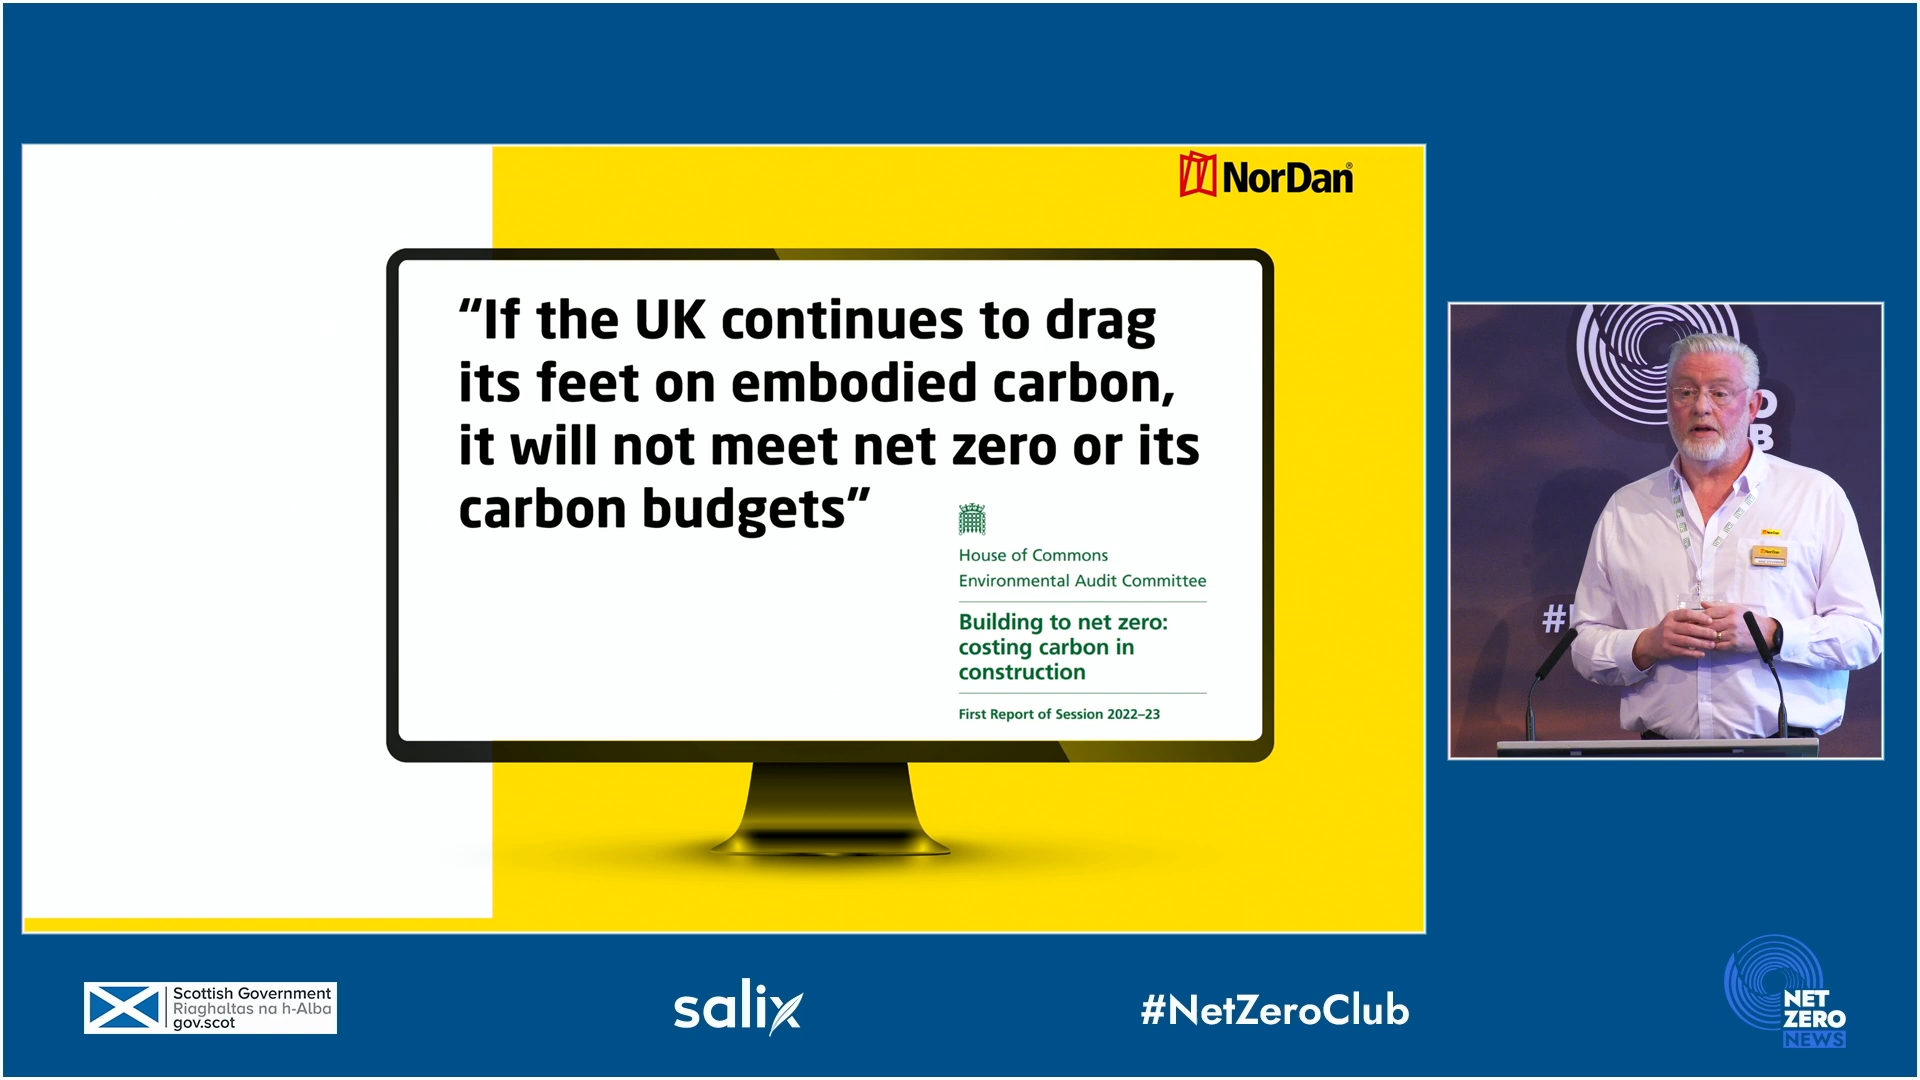 NorDan®
“If the UK continues to drag
its feet on embodied carbon,
it will not meet net zero or its
carbon budgets”
House of Commons
Environmental Audit Committee
Building to net zero:
costing carbon in
construction
First Report of Session 2022–23
O
B
#
NorDan
NorDan
Scottish Government
Riaghaltas na h-Alba
gov.scot
salix
#NetZeroClub
NET
ZERO
NEWS